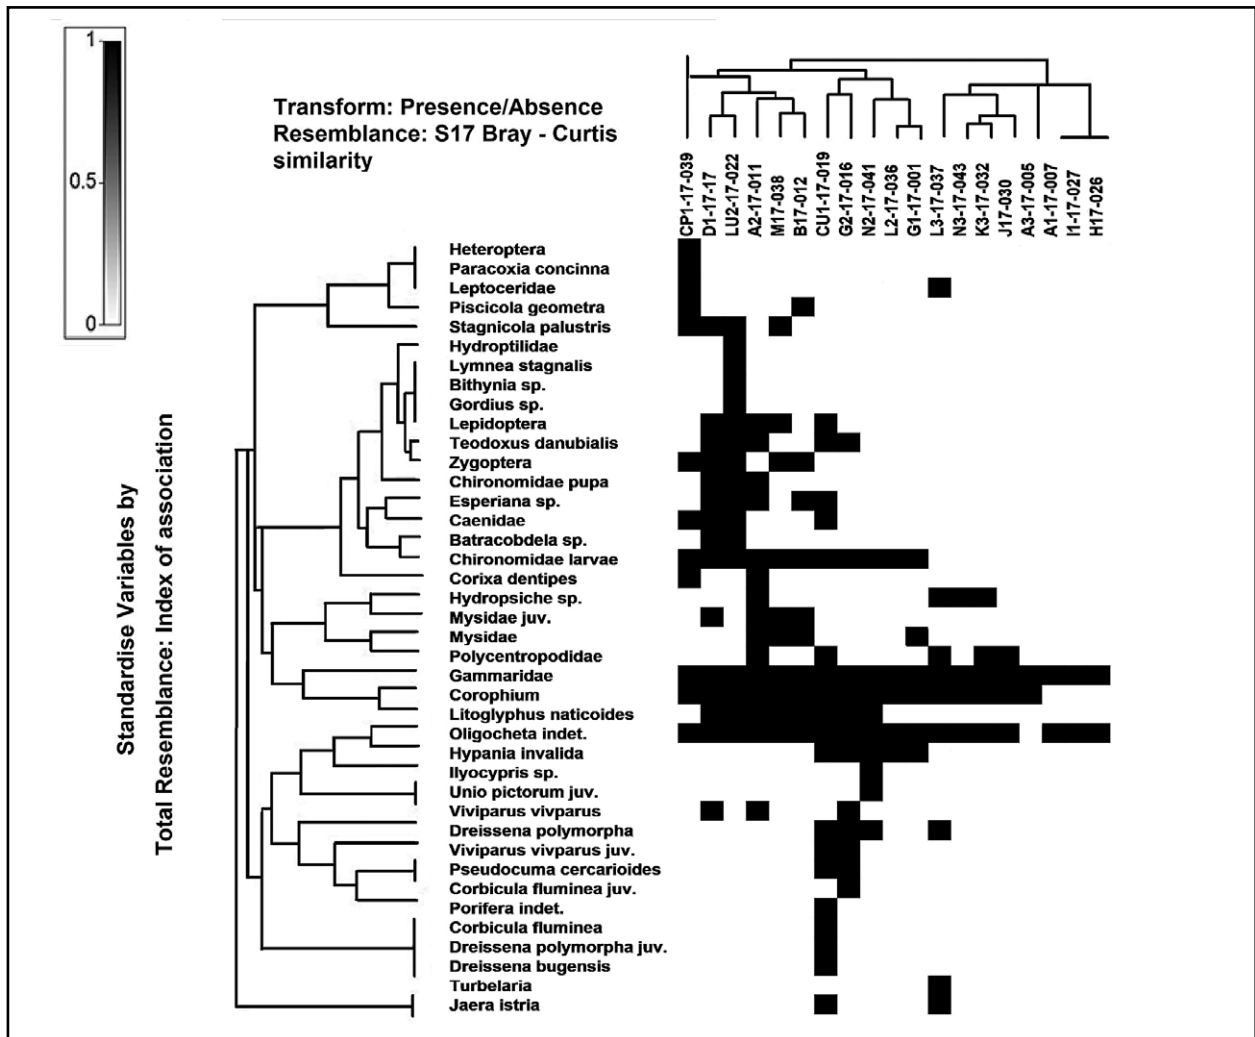 1
0.5
0
Transform: Presence/Absence
Resemblance: S17 Bray - Curtis
similarity
CP1-17-039
D1-17-17
LU2-17-022
A2-17-011
M17-038
B17-012
CU1-17-019
G2-17-016
N2-17-041
L2-17-036
G1-17-001
L3-17-037
N3-17-043
K3-17-032
J17-030
A3-17-005
A1-17-007
I1-17-027
H17-026
Standardise Variables by
Total Resemblance: Index of association
Heteroptera
Paracoxia concinna
Leptoceridae
Piscicola geometra
Stagnicola palustris
Hydroptilidae
Lymnea stagnalis
Bithynia sp.
Gordius sp.
Lepidoptera
Teodoxus danubialis
Zygoptera
Chironomidae pupa
Esperiana sp.
Caenidae
Batracobdela sp.
Chironomidae larvae
Corixa dentipes
Hydropsiche sp.
Mysidae juv.
Mysidae
Polycentropodidae
Gammaridae
Corophium
Litoglyphus naticoides
Oligocheta indet.
Hypania invalida
Ilyocypris sp.
Unio pictorum juv.
Viviparus vivparus
Dreissena polymorpha
Viviparus vivparus juv.
Pseudocuma cercarioides
Corbicula fluminea juv.
Porifera indet.
Corbicula fluminea
Dreissena polymorpha juv.
Dreissena bugensis
Turbelaria
Jaera istria